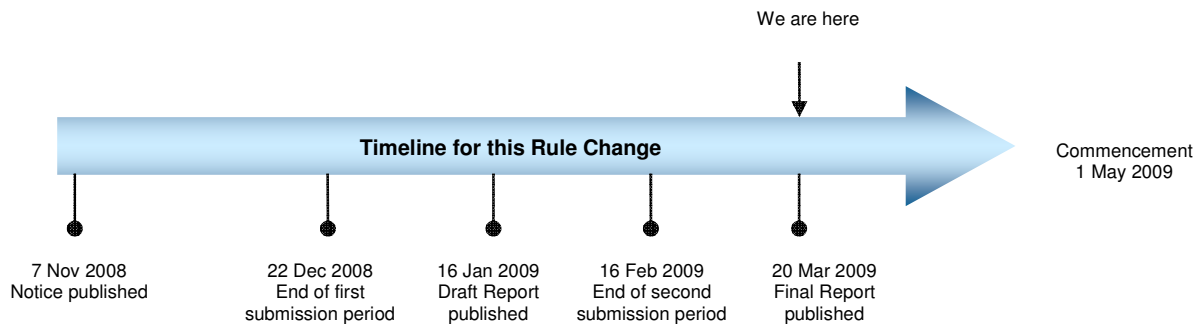 We are here
Timeline for this Rule Change
Commencement
1 May 2009
7 Nov 2008
Notice published
22 Dec 2008
End of first
submission period
16 Jan 2009
Draft Report
published
16 Feb 2009
End of second
submission period
20 Mar 2009
Final Report
published